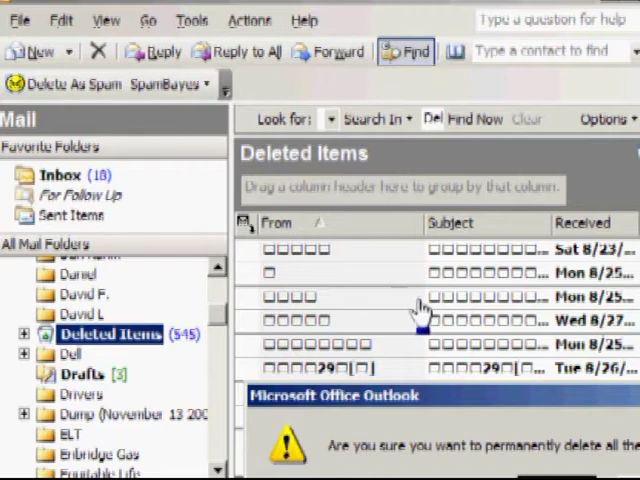 File Edit View Go Tools Actions Help Type a question for help
New Reply Reply to All Forward Find Type a contact to find
Delete As Spam SpamBayes
Mail
Look for: Search In Del Find Now Clear Options
Favorite Folders
Deleted Items
Inbox (18)
Drag a column header here to group by that column.
For Follow Up
Sent Items
From Subject Received
All Mail Folders
□□□□□ □□□□□□□□... Sat 8/23/...
Daniel
□ □□□□□□□□... Mon 8/25...
David F.
□□□□ □□□□□□□□... Mon 8/25...
David L
□□□□□ □□□□□□□□... Wed 8/27...
Deleted Items (545)
□□□□□□□□ □□□□□□□□... Mon 8/25...
Dell
□□□□29□[□] □□□□29□[□... Tue 8/26/...
Drafts [3]
Drivers
Microsoft Office Outlook
Dump (November 13 200
ELT
Are you sure you want to permanently delete all the
Enbridge Gas
Equitable Life